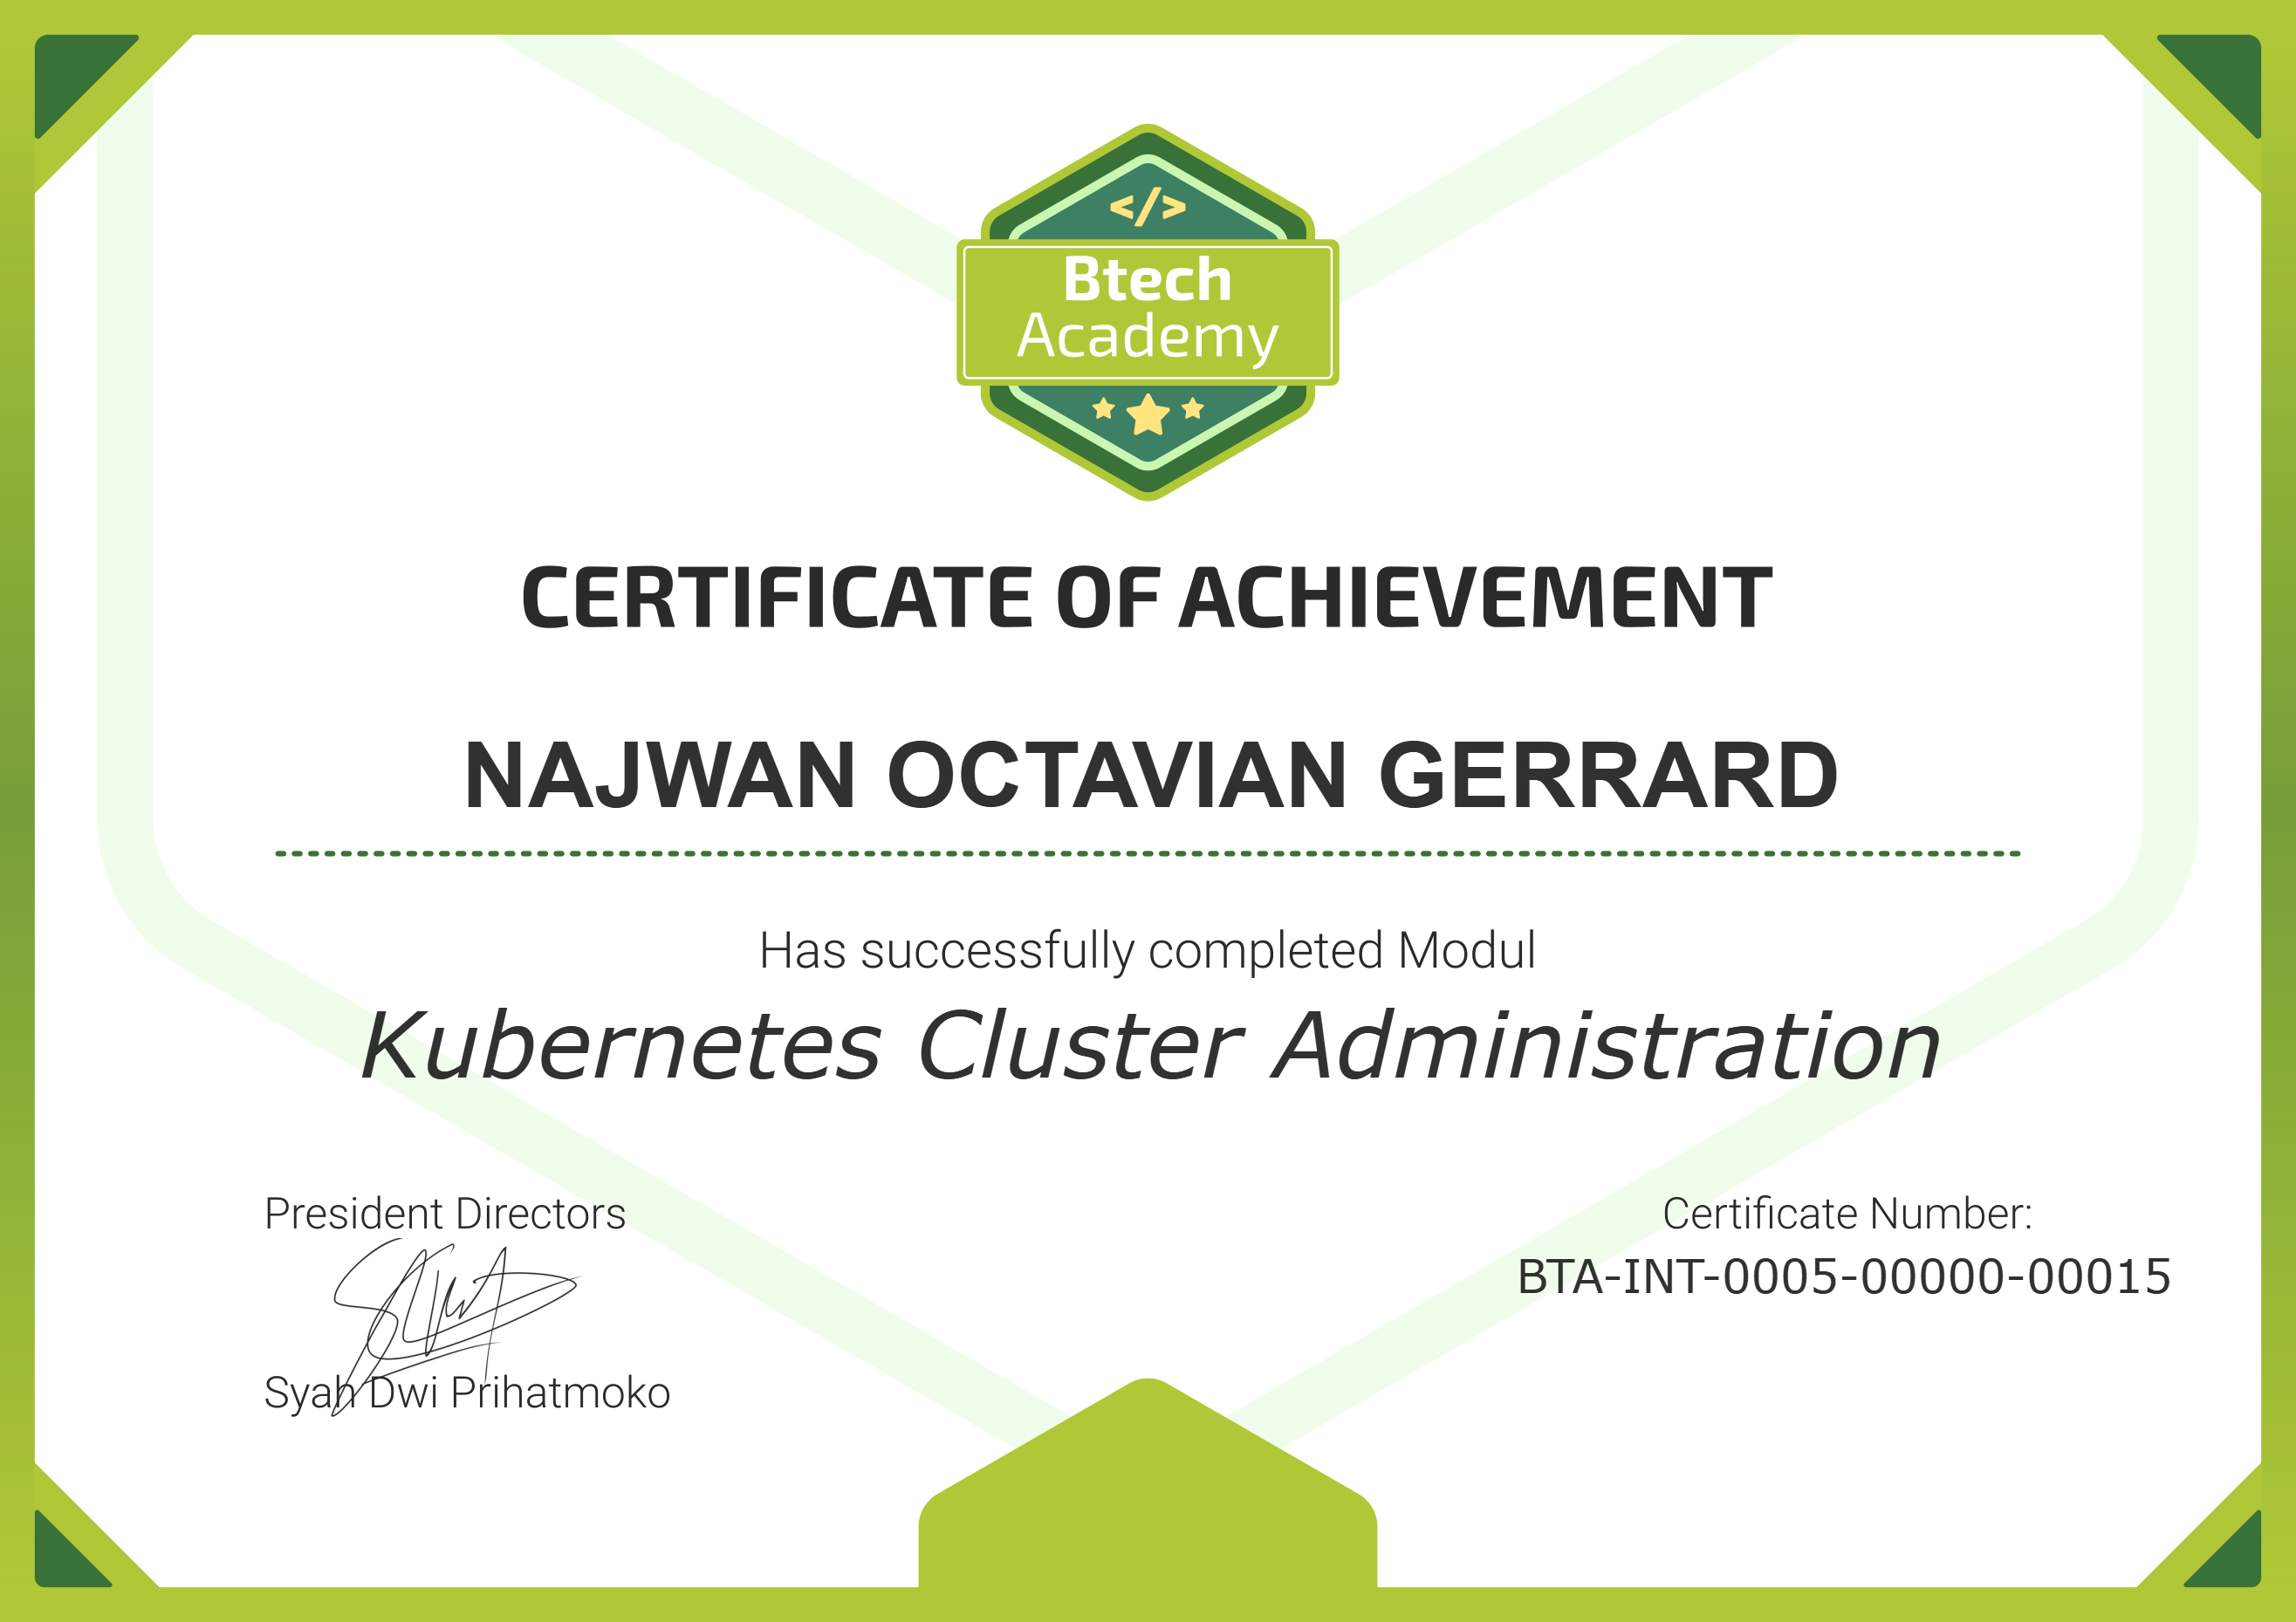 </>
Btech
Academy
CERTIFICATE OF ACHIEVEMENT
NAJWAN OCTAVIAN GERRARD
Has successfully completed Modul
Kubernetes Cluster Administration
President Directors
Syah Dwi Prihatmoko
Certificate Number:
BTA-INT-0005-00000-00015